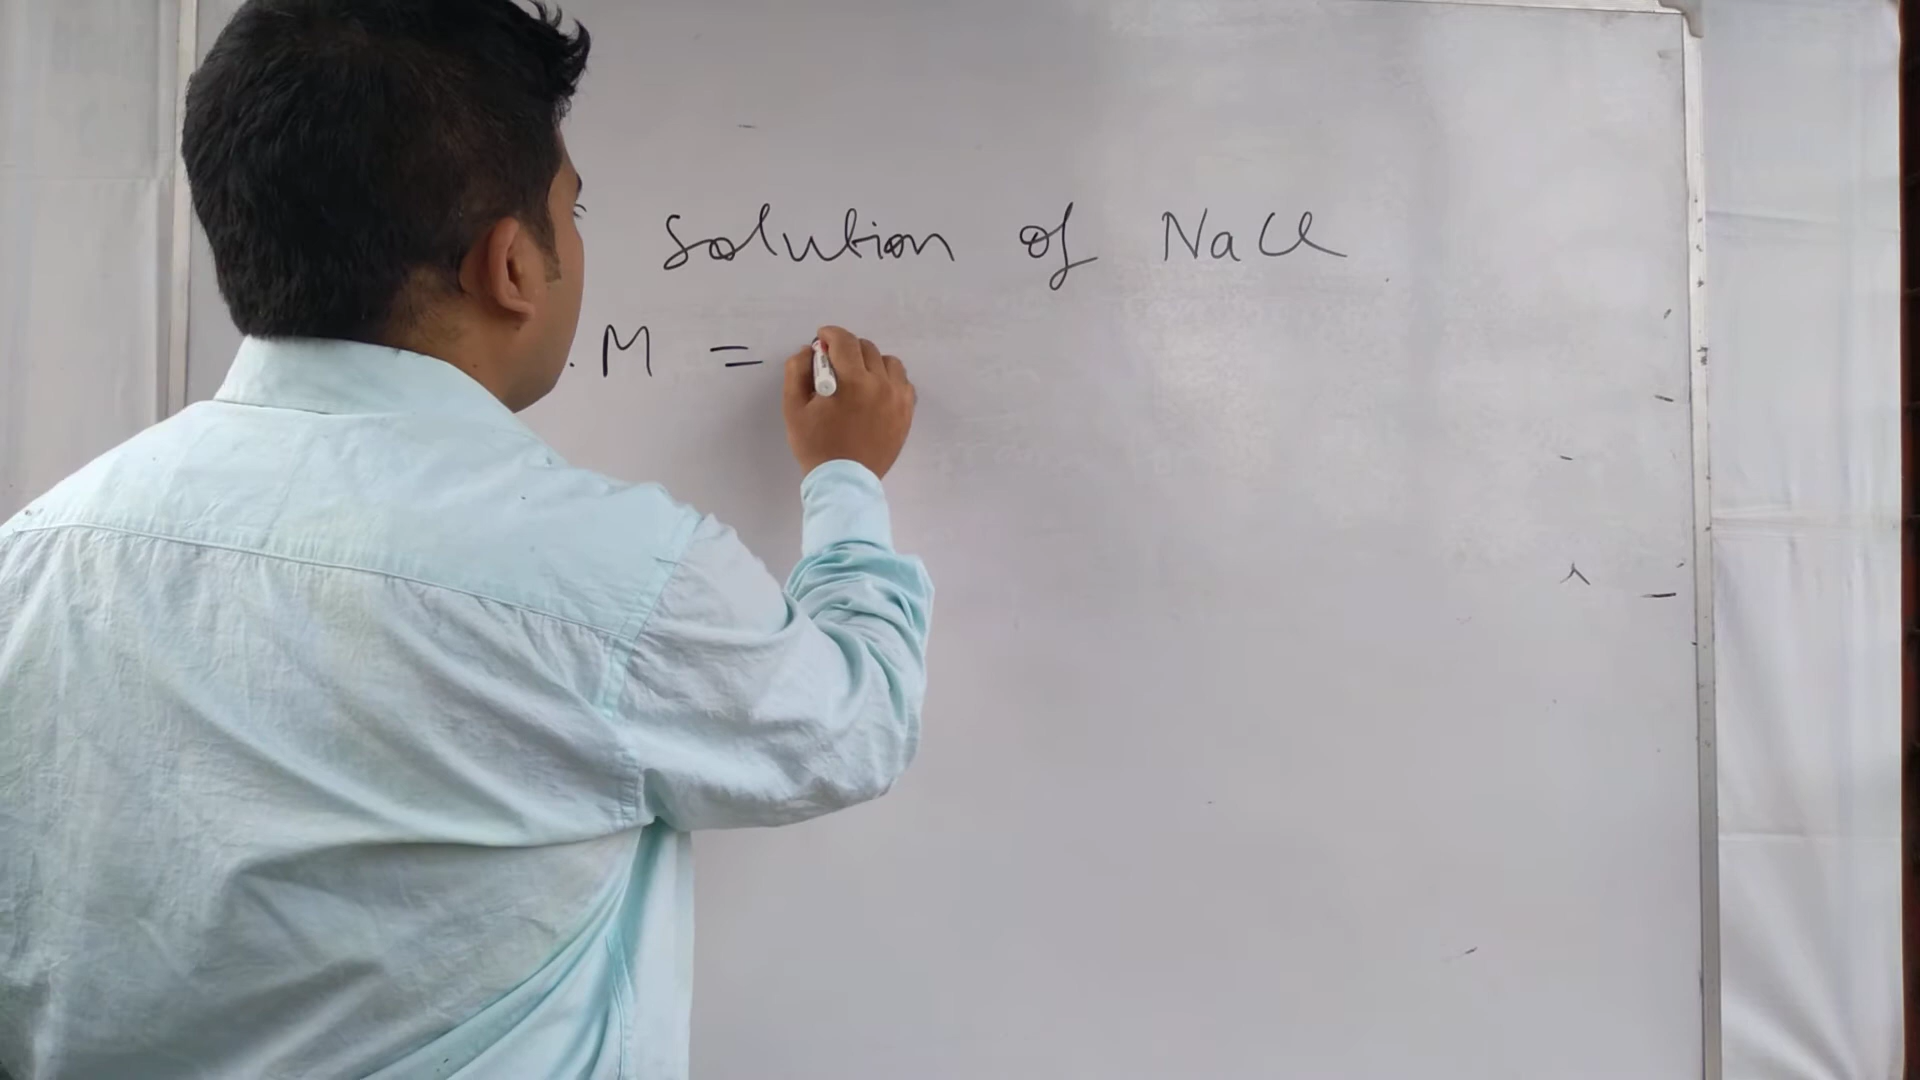 solution of NaCl
.M =